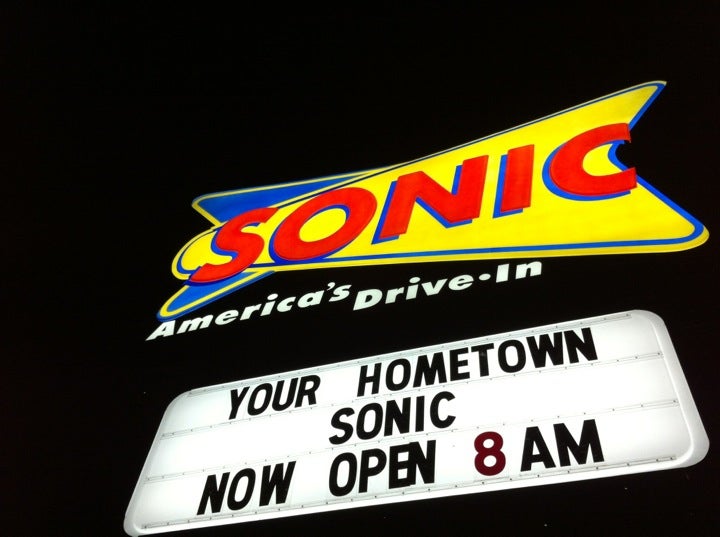 SONIC
America's Drive-In
YOUR HOMETOWN
SONIC
NOW OPEN 8 AM